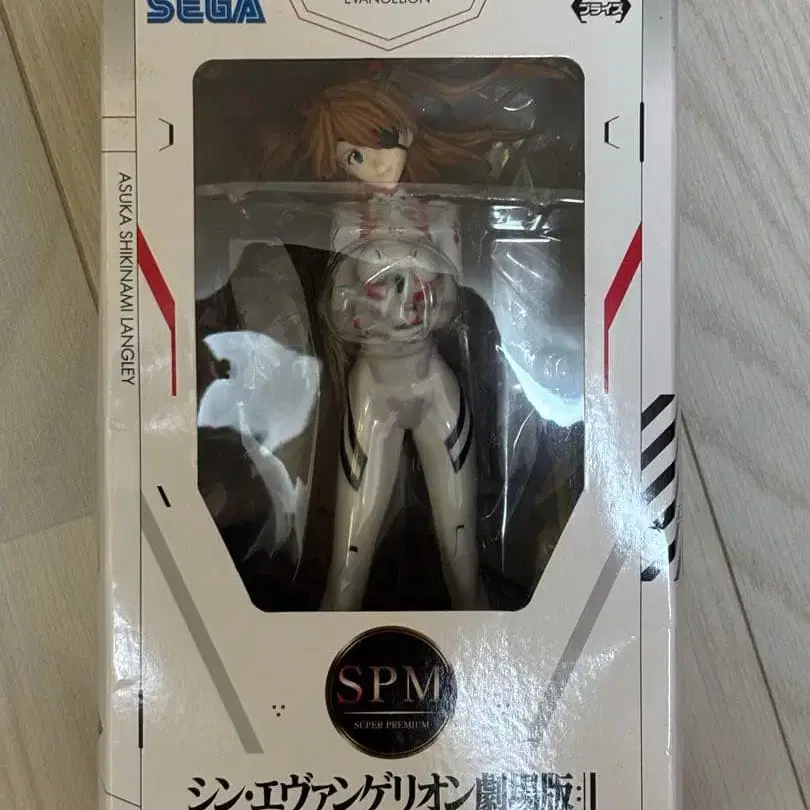 SEGA
EVANGELION
プライズ
ASUKA SHIKINAMI LANGLEY
SPM
SUPER PREMIUM
シン・エヴァンゲリオン劇場版:||